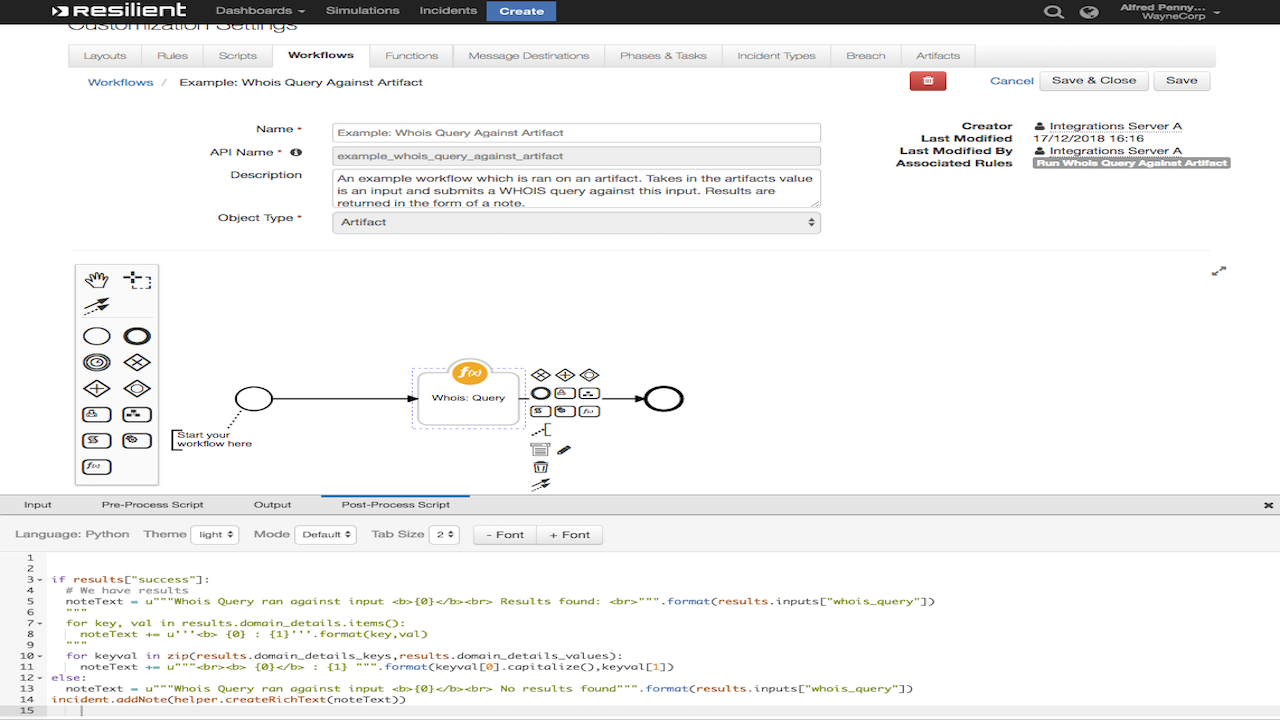 Resilient Dashboards Simulations Incidents Create Alfred Penny...
WayneCorp
Customization Settings
Layouts Rules Scripts Workflows Functions Message Destinations Phases & Tasks Incident Types Breach Artifacts
Workflows / Example: Whois Query Against Artifact Cancel Save & Close Save
Name * Example: Whois Query Against Artifact
API Name * example_whois_query_against_artifact
Description An example workflow which is ran on an artifact. Takes in the artifacts value
is an input and submits a WHOIS query against this input. Results are
returned in the form of a note.
Object Type * Artifact
Creator Integrations Server A
Last Modified 17/12/2018 16:16
Last Modified By Integrations Server A
Associated Rules Run Whois Query Against Artifact
f(x)
Whois: Query
Start your
workflow here
f(x)
f(x)
Input Pre-Process Script Output Post-Process Script
Language: Python Theme light Mode Default Tab Size 2 - Font + Font
1
2
3 if results["success"]:
4 # We have results
5 noteText = u"""Whois Query ran against input <b>{0}</b><br> Results found: <br>""".format(results.inputs["whois_query"])
6 """
7 for key, val in results.domain_details.items():
8 noteText += u'''<b> {0} : {1}'''.format(key,val)
9 """
10 for keyval in zip(results.domain_details_keys,results.domain_details_values):
11 noteText += u"""<br><b> {0}</b> : {1} """.format(keyval[0].capitalize(),keyval[1])
12 else:
13 noteText = u"""Whois Query ran against input <b>{0}</b><br> No results found""".format(results.inputs["whois_query"])
14 incident.addNote(helper.createRichText(noteText))
15